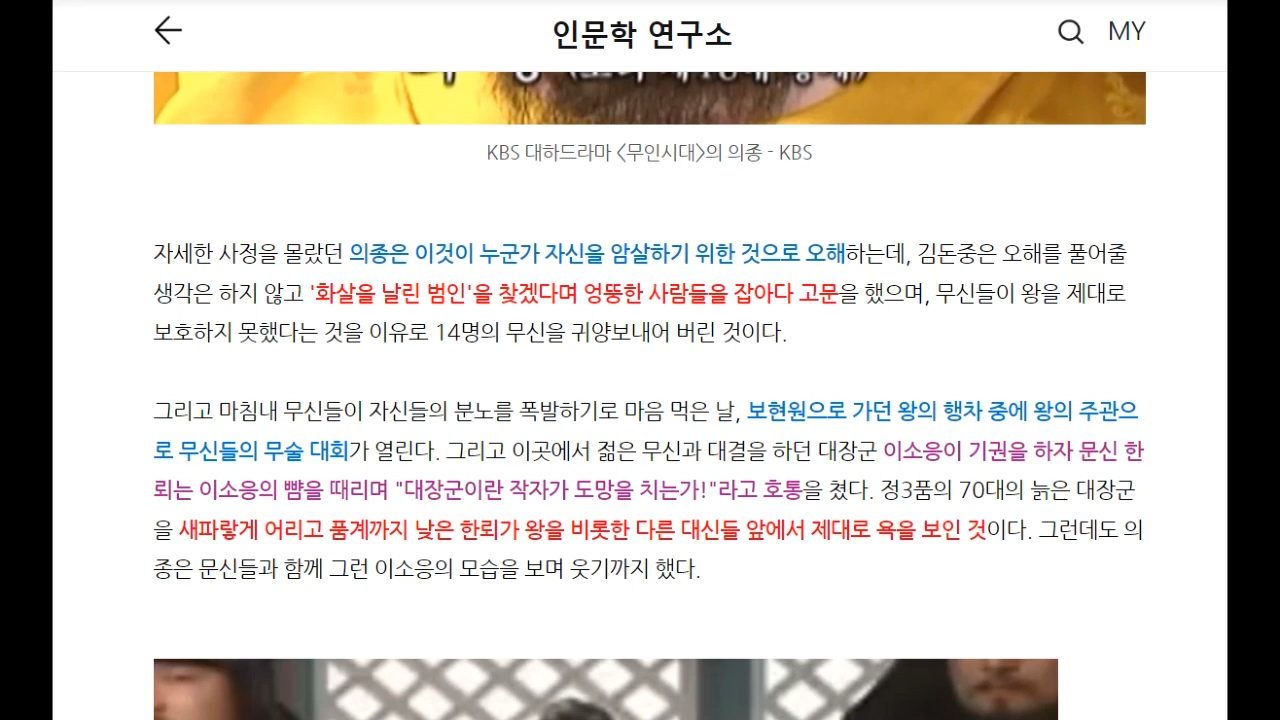 인문학 연구소
MY
KBS 대하드라마 <무인시대>의 의종 - KBS
자세한 사정을 몰랐던 의종은 이것이 누군가 자신을 암살하기 위한 것으로 오해하는데, 김돈중은 오해를 풀어줄
생각은 하지 않고 '화살을 날린 범인'을 찾겠다며 엉뚱한 사람들을 잡아다 고문을 했으며, 무신들이 왕을 제대로
보호하지 못했다는 것을 이유로 14명의 무신을 귀양보내어 버린 것이다.
그리고 마침내 무신들이 자신들의 분노를 폭발하기로 마음 먹은 날, 보현원으로 가던 왕의 행차 중에 왕의 주관으
로 무신들의 무술 대회가 열린다. 그리고 이곳에서 젊은 무신과 대결을 하던 대장군 이소응이 기권을 하자 문신 한
뢰는 이소응의 뺨을 때리며 "대장군이란 작자가 도망을 치는가!"라고 호통을 쳤다. 정3품의 70대의 늙은 대장군
을 새파랗게 어리고 품계까지 낮은 한뢰가 왕을 비롯한 다른 대신들 앞에서 제대로 욕을 보인 것이다. 그런데도 의
종은 문신들과 함께 그런 이소응의 모습을 보며 웃기까지 했다.